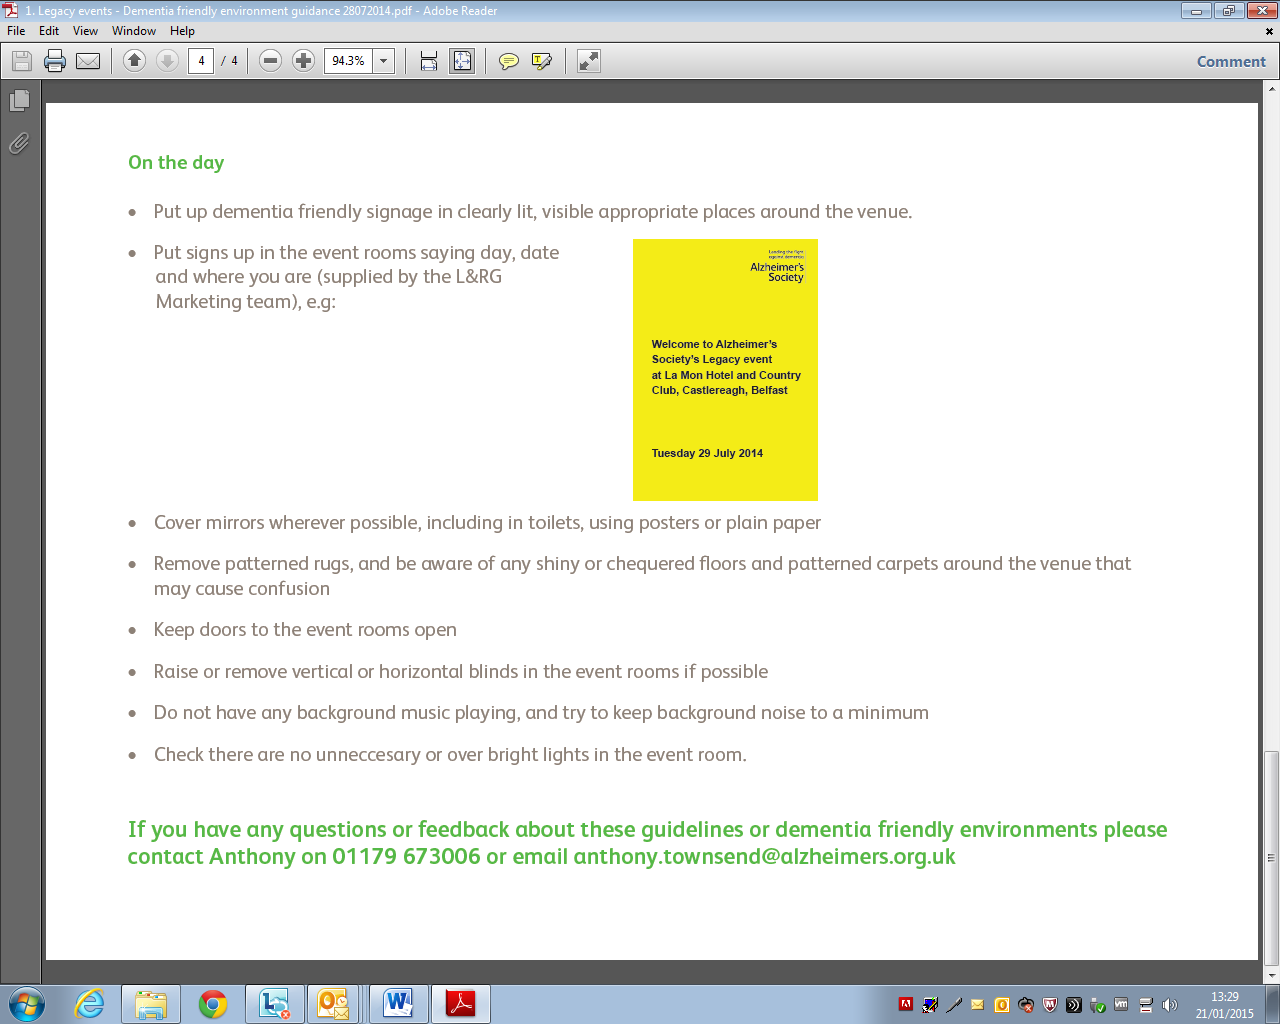 1. Legacy events - Dementia friendly environment guidance 28072014.pdf - Adobe Reader
File Edit View Window Help
4 / 4 94.3% Comment
On the day
• Put up dementia friendly signage in clearly lit, visible appropriate places around the venue.
• Put signs up in the event rooms saying day, date
and where you are (supplied by the L&RG
Marketing team), e.g:
Leading the fight
against dementia
Alzheimer's
Society
Welcome to Alzheimer's
Society's Legacy event
at La Mon Hotel and Country
Club, Castlereagh, Belfast
Tuesday 29 July 2014
• Cover mirrors wherever possible, including in toilets, using posters or plain paper
• Remove patterned rugs, and be aware of any shiny or chequered floors and patterned carpets around the venue that
may cause confusion
• Keep doors to the event rooms open
• Raise or remove vertical or horizontal blinds in the event rooms if possible
• Do not have any background music playing, and try to keep background noise to a minimum
• Check there are no unneccesary or over bright lights in the event room.
If you have any questions or feedback about these guidelines or dementia friendly environments please
contact Anthony on 01179 673006 or email anthony.townsend@alzheimers.org.uk
13:29
21/01/2015